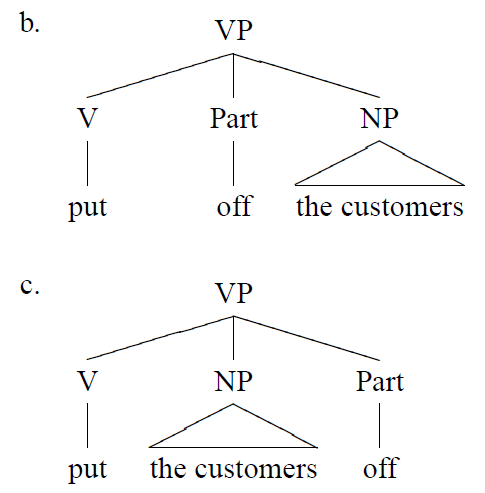 b.
VP
V Part NP
put off the customers
c.
VP
V NP Part
put the customers off